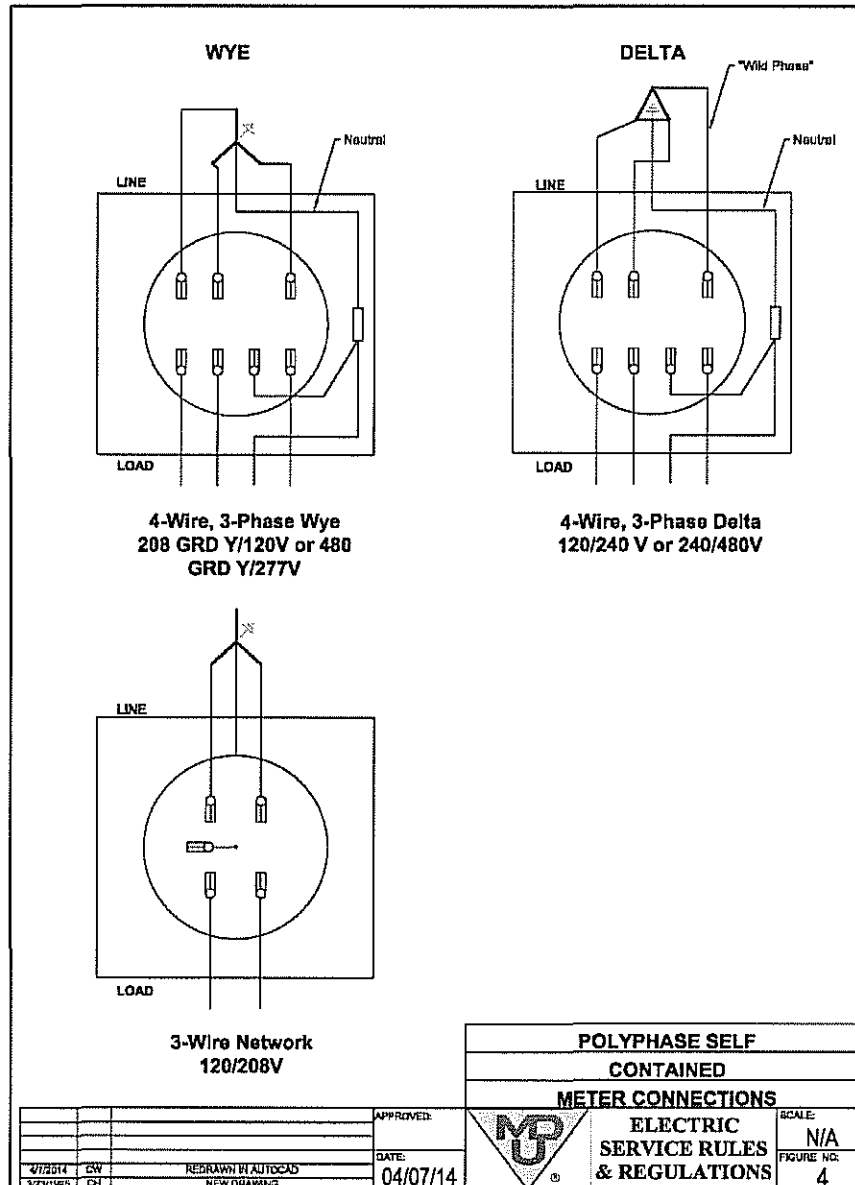 WYE
DELTA
"Wild Phase"
Neutral
Neutral
LINE
LINE
LOAD
LOAD
4-Wire, 3-Phase Wye
208 GRD Y/120V or 480
GRD Y/277V
4-Wire, 3-Phase Delta
120/240 V or 240/480V
LINE
LOAD
3-Wire Network
120/208V
POLYPHASE SELF
CONTAINED
METER CONNECTIONS
APPROVED:
DATE:
04/07/14
4/7/2014 CW REDRAWN IN AUTOCAD
CH NEW DRAWING
MDU
®
ELECTRIC
SERVICE RULES
& REGULATIONS
SCALE:
N/A
FIGURE NO:
4